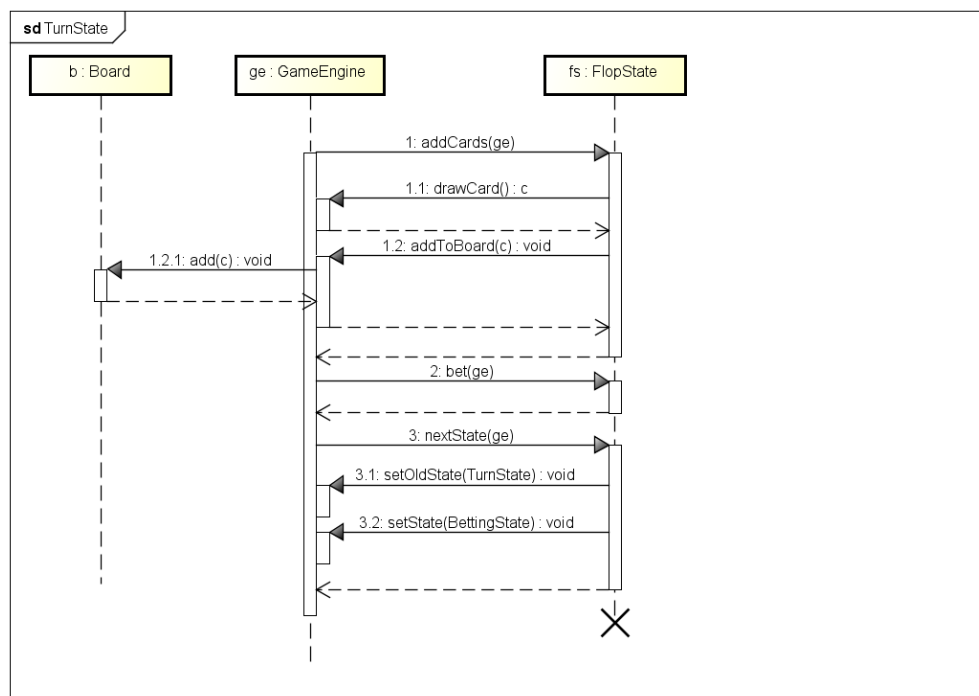 sd TurnState
b : Board
ge : GameEngine
fs : FlopState
1: addCards(ge)
1.1: drawCard() : c
1.2: addToBoard(c) : void
1.2.1: add(c) : void
2: bet(ge)
3: nextState(ge)
3.1: setOldState(TurnState) : void
3.2: setState(BettingState) : void